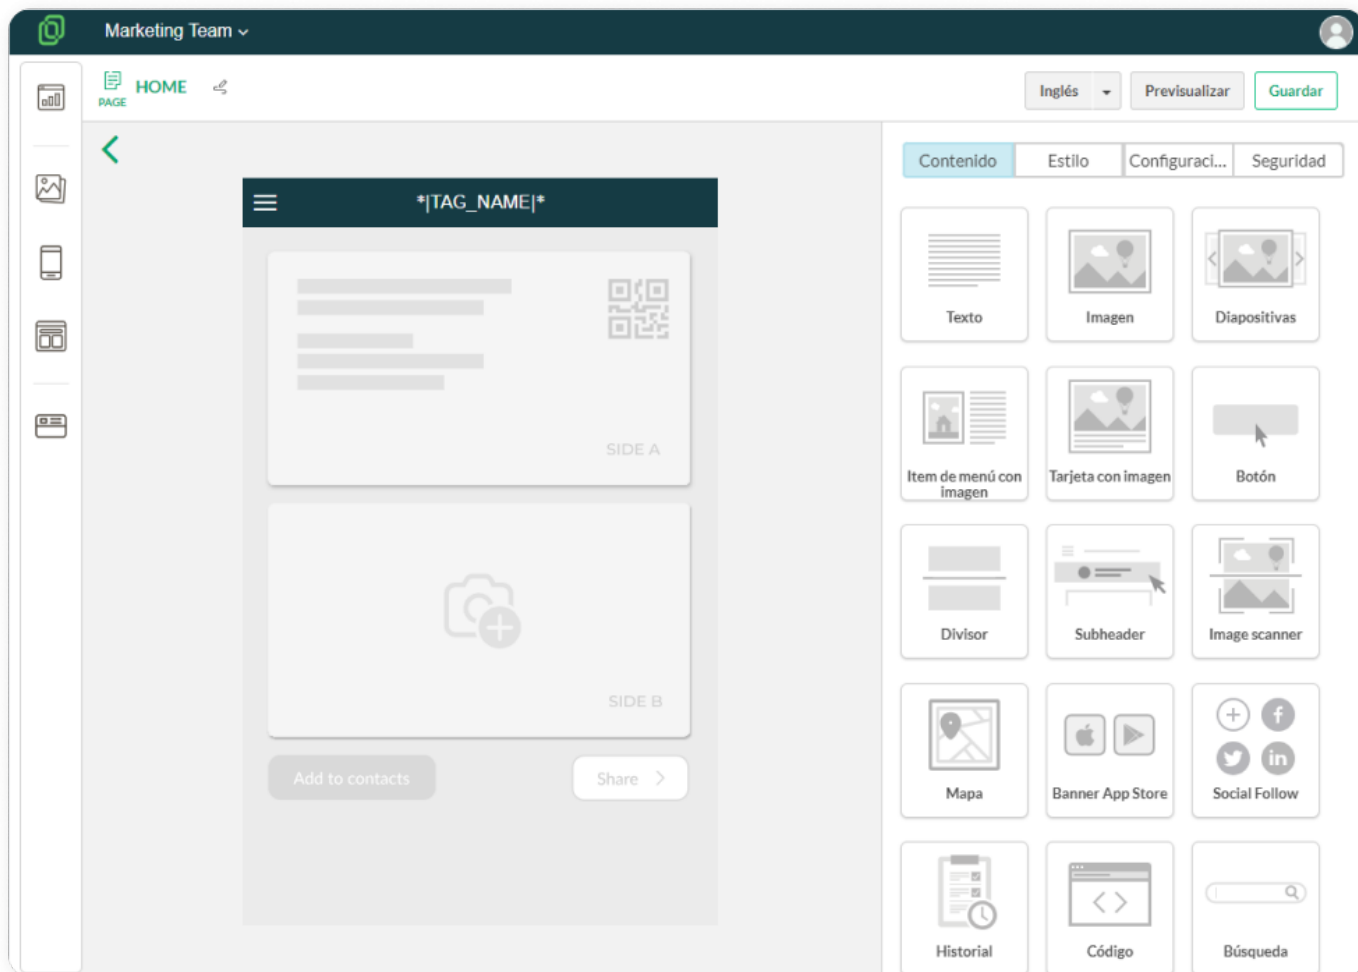 Marketing Team
PAGE
HOME
Inglés
Previsualizar
Guardar
Contenido
Estilo
Configuraci...
Seguridad
*|TAG_NAME|*
SIDE A
SIDE B
Add to contacts
Share
Texto
Imagen
Diapositivas
Item de menú con
imagen
Tarjeta con imagen
Botón
Divisor
Subheader
Image scanner
Mapa
Banner App Store
Social Follow
Historial
Código
Búsqueda